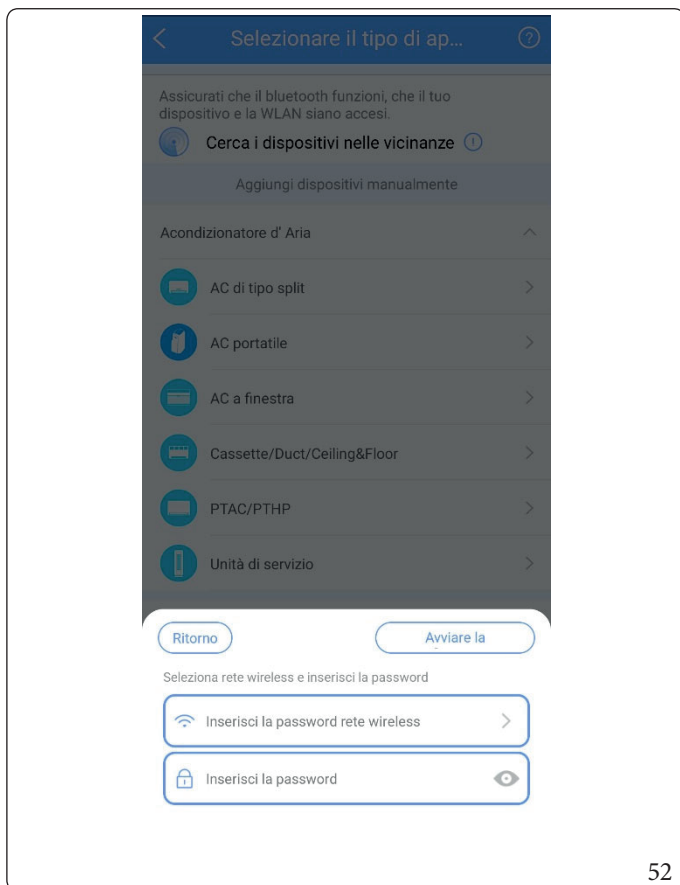 Selezionare il tipo di ap...
Assicurati che il bluetooth funzioni, che il tuo
dispositivo e la WLAN siano accesi.
Cerca i dispositivi nelle vicinanze
Aggiungi dispositivi manualmente
Acondizionatore d' Aria
AC di tipo split
AC portatile
AC a finestra
Cassette/Duct/Ceiling&Floor
PTAC/PTHP
Unità di servizio
Ritorno
Avviare la
Seleziona rete wireless e inserisci la password
Inserisci la password rete wireless
Inserisci la password
52